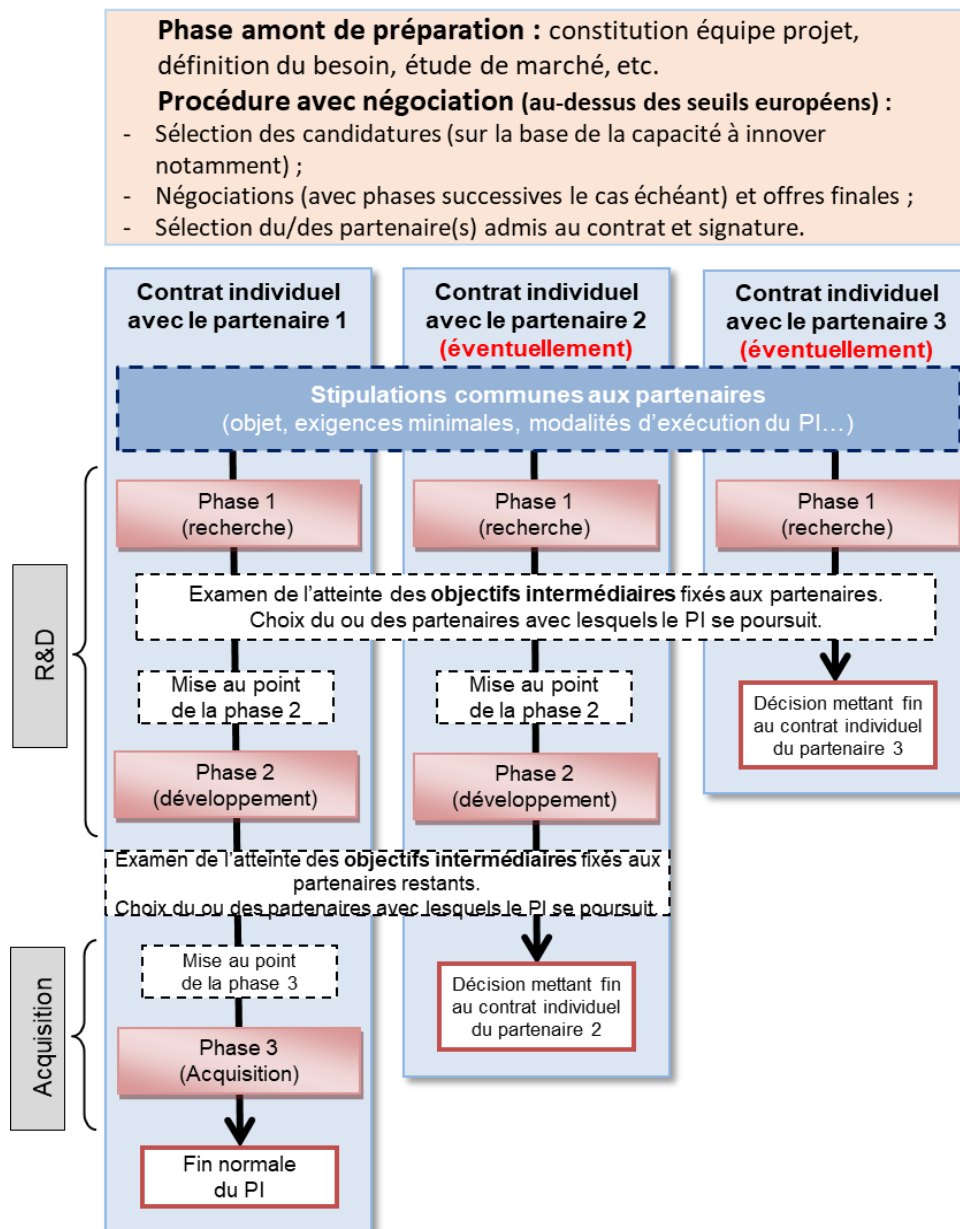 Phase amont de préparation : constitution équipe projet,
définition du besoin, étude de marché, etc.
Procédure avec négociation (au-dessus des seuils européens) :
- Sélection des candidatures (sur la base de la capacité à innover
notamment) ;
- Négociations (avec phases successives le cas échéant) et offres finales ;
- Sélection du/des partenaire(s) admis au contrat et signature.
Contrat individuel
avec le partenaire 1
Contrat individuel
avec le partenaire 2
(éventuellement)
Contrat individuel
avec le partenaire 3
(éventuellement)
Stipulations communes aux partenaires
(objet, exigences minimales, modalités d’exécution du PI…)
R&D
Phase 1
(recherche)
Phase 1
(recherche)
Phase 1
(recherche)
Examen de l’atteinte des objectifs intermédiaires fixés aux partenaires.
Choix du ou des partenaires avec lesquels le PI se poursuit.
Mise au point
de la phase 2
Mise au point
de la phase 2
Décision mettant fin
au contrat individuel
du partenaire 3
Phase 2
(développement)
Phase 2
(développement)
Examen de l’atteinte des objectifs intermédiaires fixés aux
partenaires restants.
Choix du ou des partenaires avec lesquels le PI se poursuit.
Acquisition
Mise au point
de la phase 3
Décision mettant fin
au contrat individuel
du partenaire 2
Phase 3
(Acquisition)
Fin normale
du PI